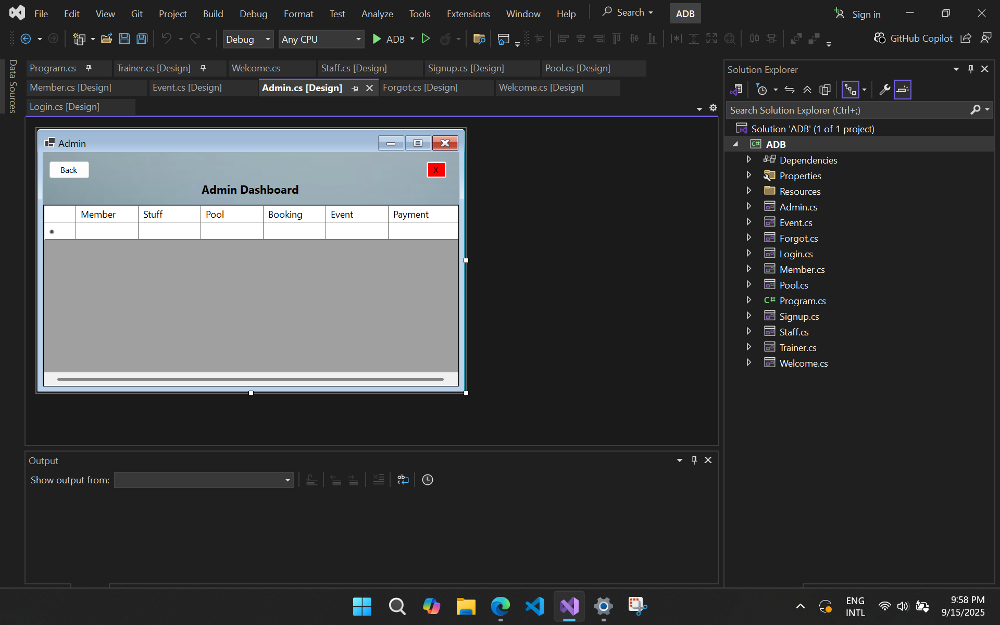 File Edit View Git Project Build Debug Format Test Analyze Tools Extensions Window Help Search ADB Sign in
Debug Any CPU ADB GitHub Copilot
Data Sources
Program.cs Trainer.cs [Design] Welcome.cs Staff.cs [Design] Signup.cs [Design] Pool.cs [Design]
Member.cs [Design] Event.cs [Design] Admin.cs [Design] Forgot.cs [Design] Welcome.cs [Design]
Login.cs [Design]
Admin
Back X
Admin Dashboard
Member Stuff Pool Booking Event Payment
Output
Show output from:
Solution Explorer
Search Solution Explorer (Ctrl+;)
Solution 'ADB' (1 of 1 project)
C# ADB
Dependencies
Properties
Resources
Admin.cs
Event.cs
Forgot.cs
Login.cs
Member.cs
Pool.cs
C# Program.cs
Signup.cs
Staff.cs
Trainer.cs
Welcome.cs
ENG
INTL
9:58 PM
9/15/2025